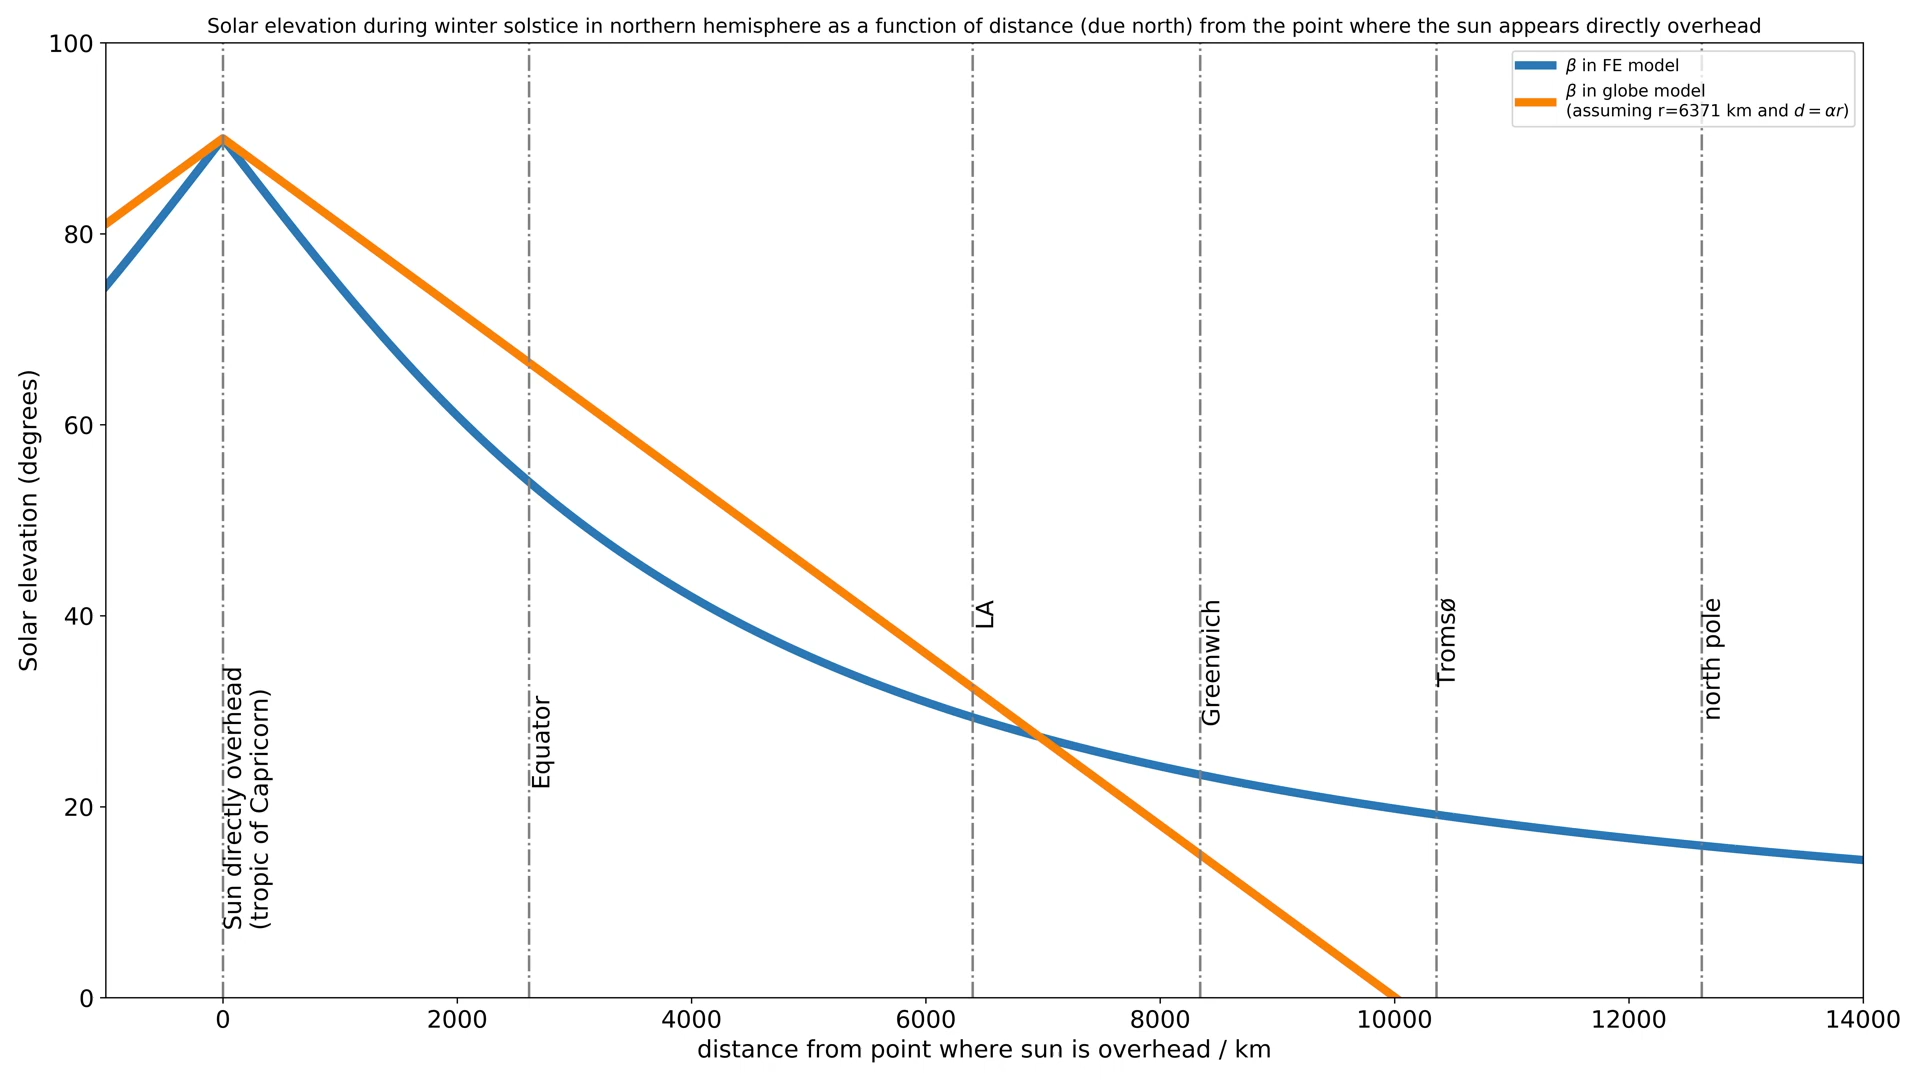 Solar elevation during winter solstice in northern hemisphere as a function of distance (due north) from the point where the sun appears directly overhead
β in FE model
β in globe model
(assuming r=6371 km and d = αr)
Solar elevation (degrees)
100
80
60
40
20
0
Sun directly overhead
(tropic of Capricorn)
Equator
LA
Greenwich
Tromsø
north pole
0
2000
4000
6000
8000
10000
12000
14000
distance from point where sun is overhead / km